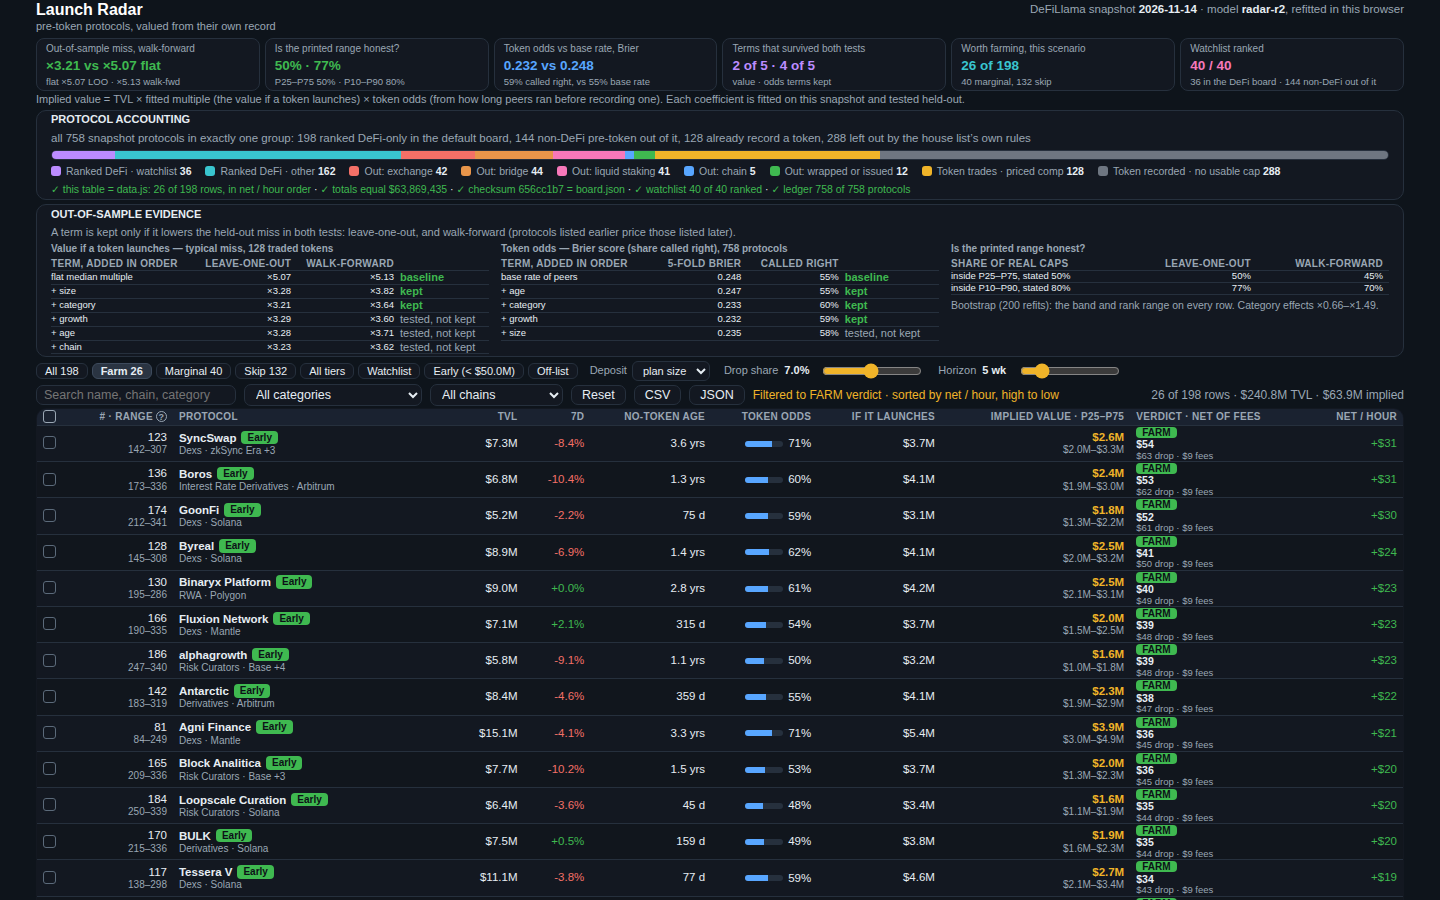 Launch Radar
pre-token protocols, valued from their own record
DeFiLlama snapshot 2026-11-14 · model radar-r2, refitted in this browser
Out-of-sample miss, walk-forward
×3.21 vs ×5.07 flat
flat ×5.07 LOO · ×5.13 walk-fwd
Is the printed range honest?
50% · 77%
P25–P75 50% · P10–P90 80%
Token odds vs base rate, Brier
0.232 vs 0.248
59% called right, vs 55% base rate
Terms that survived both tests
2 of 5 · 4 of 5
value · odds terms kept
Worth farming, this scenario
26 of 198
40 marginal, 132 skip
Watchlist ranked
40 / 40
36 in the DeFi board · 144 non-DeFi out of it
Implied value = TVL × fitted multiple (the value if a token launches) × token odds (from how long peers ran before recording one). Each coefficient is fitted on this snapshot and tested held-out.
PROTOCOL ACCOUNTING
all 758 snapshot protocols in exactly one group: 198 ranked DeFi-only in the default board, 144 non-DeFi pre-token out of it, 128 already record a token, 288 left out by the house list's own rules
Ranked DeFi · watchlist 36 Ranked DeFi · other 162 Out: exchange 42 Out: bridge 44 Out: liquid staking 41 Out: chain 5 Out: wrapped or issued 12 Token trades · priced comp 128 Token recorded · no usable cap 288
✓ this table = data.js: 26 of 198 rows, in net / hour order · ✓ totals equal $63,869,435 · ✓ checksum 656cc1b7 = board.json · ✓ watchlist 40 of 40 ranked · ✓ ledger 758 of 758 protocols
OUT-OF-SAMPLE EVIDENCE
A term is kept only if it lowers the held-out miss in both tests: leave-one-out, and walk-forward (protocols listed earlier price those listed later).
Value if a token launches — typical miss, 128 traded tokens
TERM, ADDED IN ORDER LEAVE-ONE-OUT WALK-FORWARD
flat median multiple ×5.07 ×5.13 baseline
+ size ×3.28 ×3.82 kept
+ category ×3.21 ×3.64 kept
+ growth ×3.29 ×3.60 tested, not kept
+ age ×3.28 ×3.71 tested, not kept
+ chain ×3.23 ×3.62 tested, not kept
Token odds — Brier score (share called right), 758 protocols
TERM, ADDED IN ORDER 5-FOLD BRIER CALLED RIGHT
base rate of peers 0.248 55% baseline
+ age 0.247 55% kept
+ category 0.233 60% kept
+ growth 0.232 59% kept
+ size 0.235 58% tested, not kept
Is the printed range honest?
SHARE OF REAL CAPS LEAVE-ONE-OUT WALK-FORWARD
inside P25–P75, stated 50% 50% 45%
inside P10–P90, stated 80% 77% 70%
Bootstrap (200 refits): the band and rank range on every row. Category effects ×0.66–×1.49.
All 198 Farm 26 Marginal 40 Skip 132 All tiers Watchlist Early (< $50.0M) Off-list Deposit plan size Drop share 7.0% Horizon 5 wk
Search name, chain, category All categories All chains Reset CSV JSON Filtered to FARM verdict · sorted by net / hour, high to low 26 of 198 rows · $240.8M TVL · $63.9M implied
# · RANGE ? PROTOCOL TVL 7D NO-TOKEN AGE TOKEN ODDS IF IT LAUNCHES IMPLIED VALUE · P25–P75 VERDICT · NET OF FEES NET / HOUR
123 SyncSwap Early $7.3M -8.4% 3.6 yrs 71% $3.7M $2.6M FARM $54 +$31
142–307 Dexs · zkSync Era +3 $2.0M–$3.3M $63 drop · $9 fees
136 Boros Early $6.8M -10.4% 1.3 yrs 60% $4.1M $2.4M FARM $53 +$31
173–336 Interest Rate Derivatives · Arbitrum $1.9M–$3.0M $62 drop · $9 fees
174 GoonFi Early $5.2M -2.2% 75 d 59% $3.1M $1.8M FARM $52 +$30
212–341 Dexs · Solana $1.3M–$2.2M $61 drop · $9 fees
128 Byreal Early $8.9M -6.9% 1.4 yrs 62% $4.1M $2.5M FARM $41 +$24
145–308 Dexs · Solana $2.0M–$3.2M $50 drop · $9 fees
130 Binaryx Platform Early $9.0M +0.0% 2.8 yrs 61% $4.2M $2.5M FARM $40 +$23
195–286 RWA · Polygon $2.1M–$3.1M $49 drop · $9 fees
166 Fluxion Network Early $7.1M +2.1% 315 d 54% $3.7M $2.0M FARM $39 +$23
190–335 Dexs · Mantle $1.5M–$2.5M $48 drop · $9 fees
186 alphagrowth Early $5.8M -9.1% 1.1 yrs 50% $3.2M $1.6M FARM $39 +$23
247–340 Risk Curators · Base +4 $1.0M–$1.8M $48 drop · $9 fees
142 Antarctic Early $8.4M -4.6% 359 d 55% $4.1M $2.3M FARM $38 +$22
183–319 Derivatives · Arbitrum $1.9M–$2.9M $47 drop · $9 fees
81 Agni Finance Early $15.1M -4.1% 3.3 yrs 71% $5.4M $3.9M FARM $36 +$21
84–249 Dexs · Mantle $3.0M–$4.9M $45 drop · $9 fees
165 Block Analitica Early $7.7M -10.2% 1.5 yrs 53% $3.7M $2.0M FARM $36 +$20
209–336 Risk Curators · Base +3 $1.3M–$2.3M $45 drop · $9 fees
184 Loopscale Curation Early $6.4M -3.6% 45 d 48% $3.4M $1.6M FARM $35 +$20
250–339 Risk Curators · Solana $1.1M–$1.9M $44 drop · $9 fees
170 BULK Early $7.5M +0.5% 159 d 49% $3.8M $1.9M FARM $35 +$20
215–336 Derivatives · Solana $1.6M–$2.3M $44 drop · $9 fees
117 Tessera V Early $11.1M -3.8% 77 d 59% $4.6M $2.7M FARM $34 +$19
138–298 Dexs · Solana $2.1M–$3.4M $43 drop · $9 fees